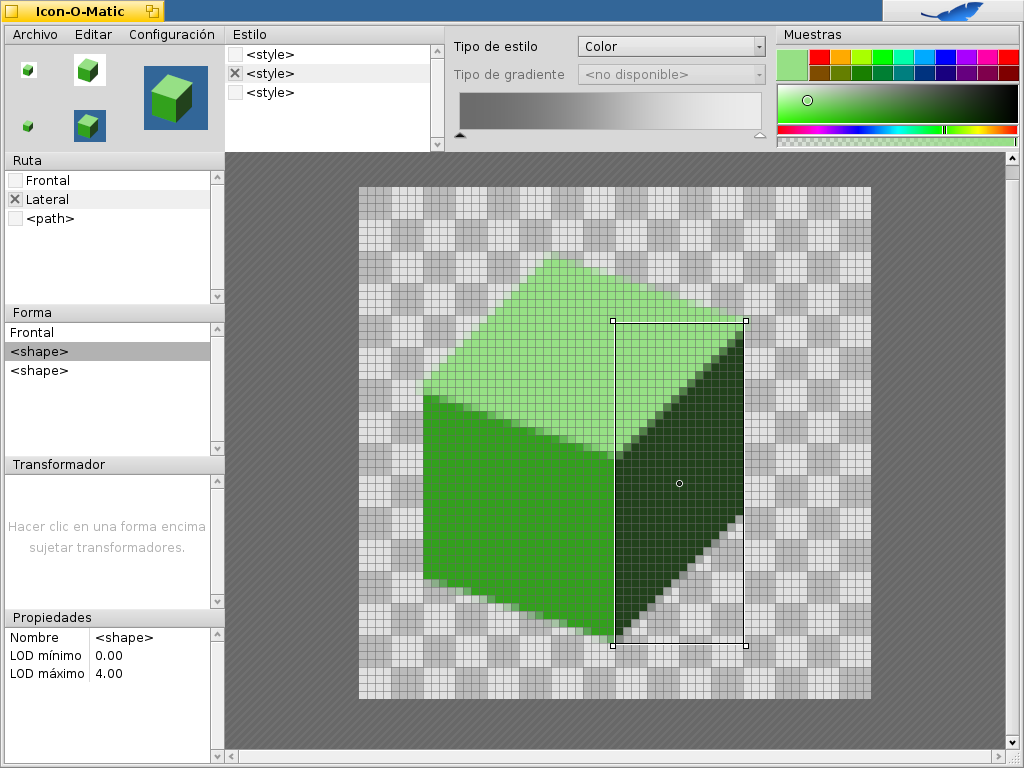 Icon-O-Matic
Archivo Editar Configuración
Estilo
<style>
<style>
<style>
Tipo de estilo Color
Tipo de gradiente <no disponible>
Muestras
Ruta
Frontal
Lateral
<path>
Forma
Frontal
<shape>
<shape>
Transformador
Hacer clic en una forma encima
sujetar transformadores.
Propiedades
Nombre <shape>
LOD mínimo 0.00
LOD máximo 4.00